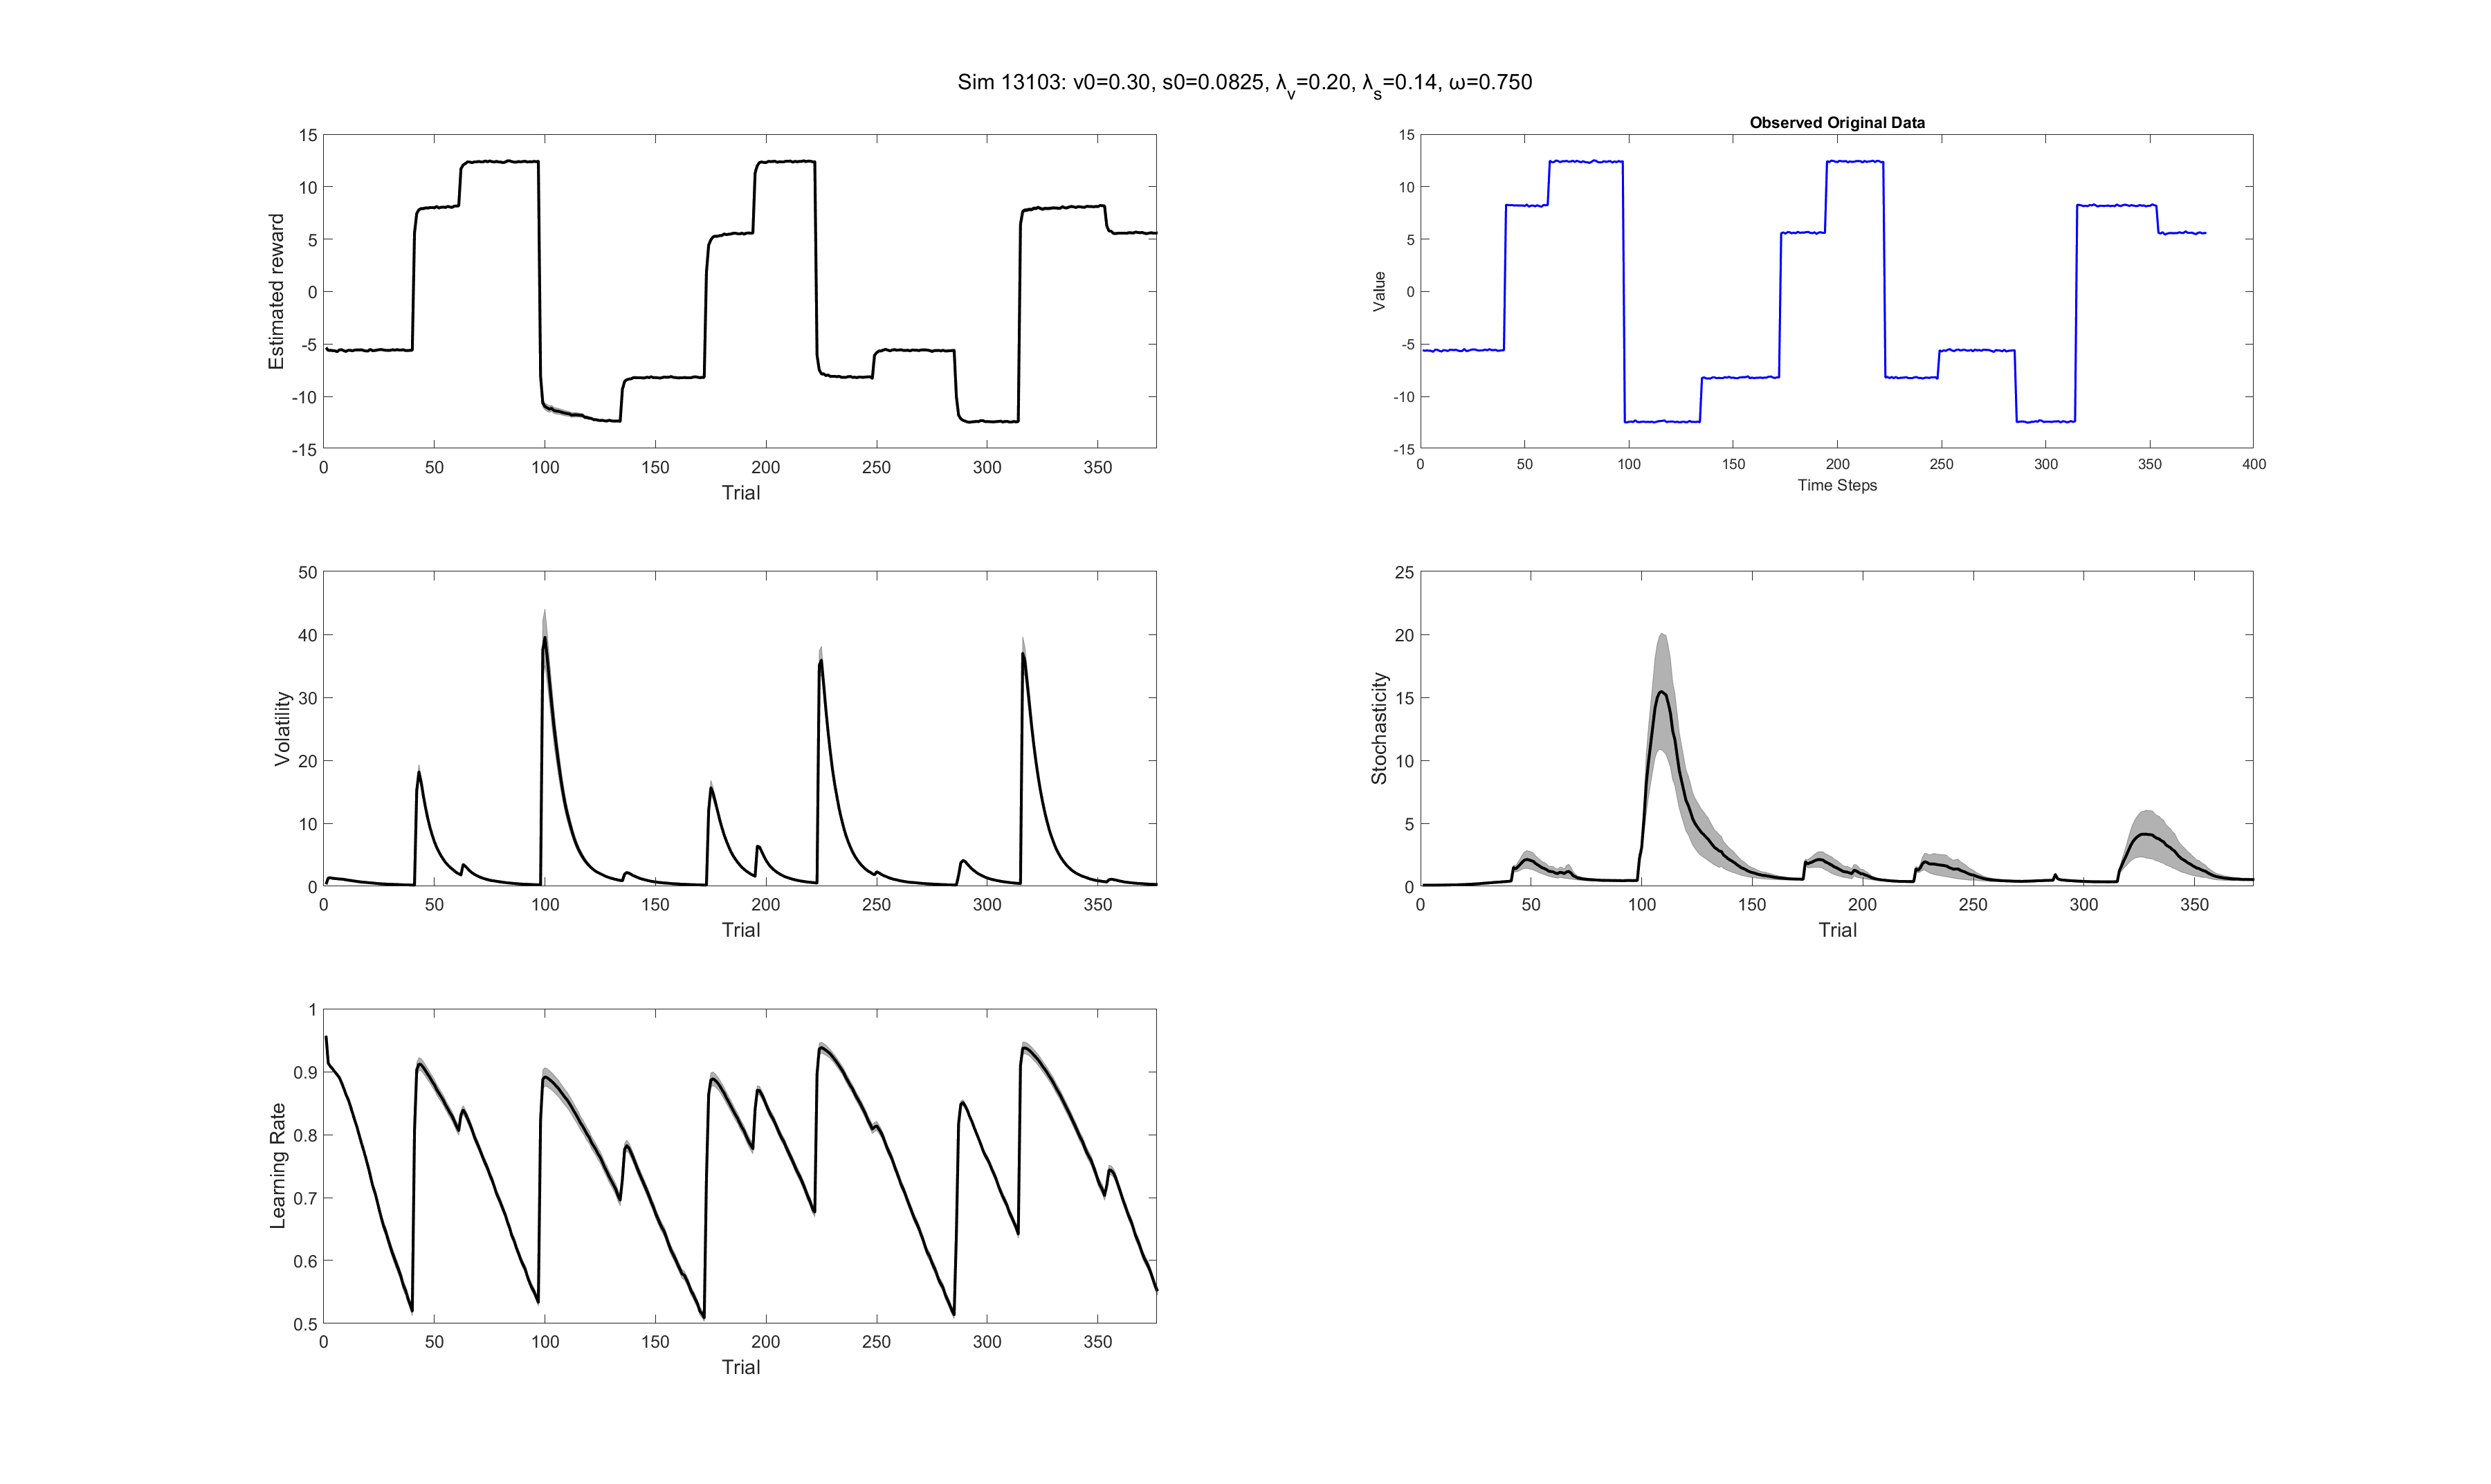 Sim 13103: v0=0.30, s0=0.0825, λv=0.20, λs=0.14, ω=0.750
15
10
5
0
-5
-10
-15
Estimated reward
0 50 100 150 200 250 300 350
Trial
Observed Original Data
15
10
5
0
-5
-10
-15
Value
0 50 100 150 200 250 300 350 400
Time Steps
50
40
30
20
10
0
Volatility
0 50 100 150 200 250 300 350
Trial
25
20
15
10
5
0
Stochasticity
0 50 100 150 200 250 300 350
Trial
1
0.9
0.8
0.7
0.6
0.5
Learning Rate
0 50 100 150 200 250 300 350
Trial